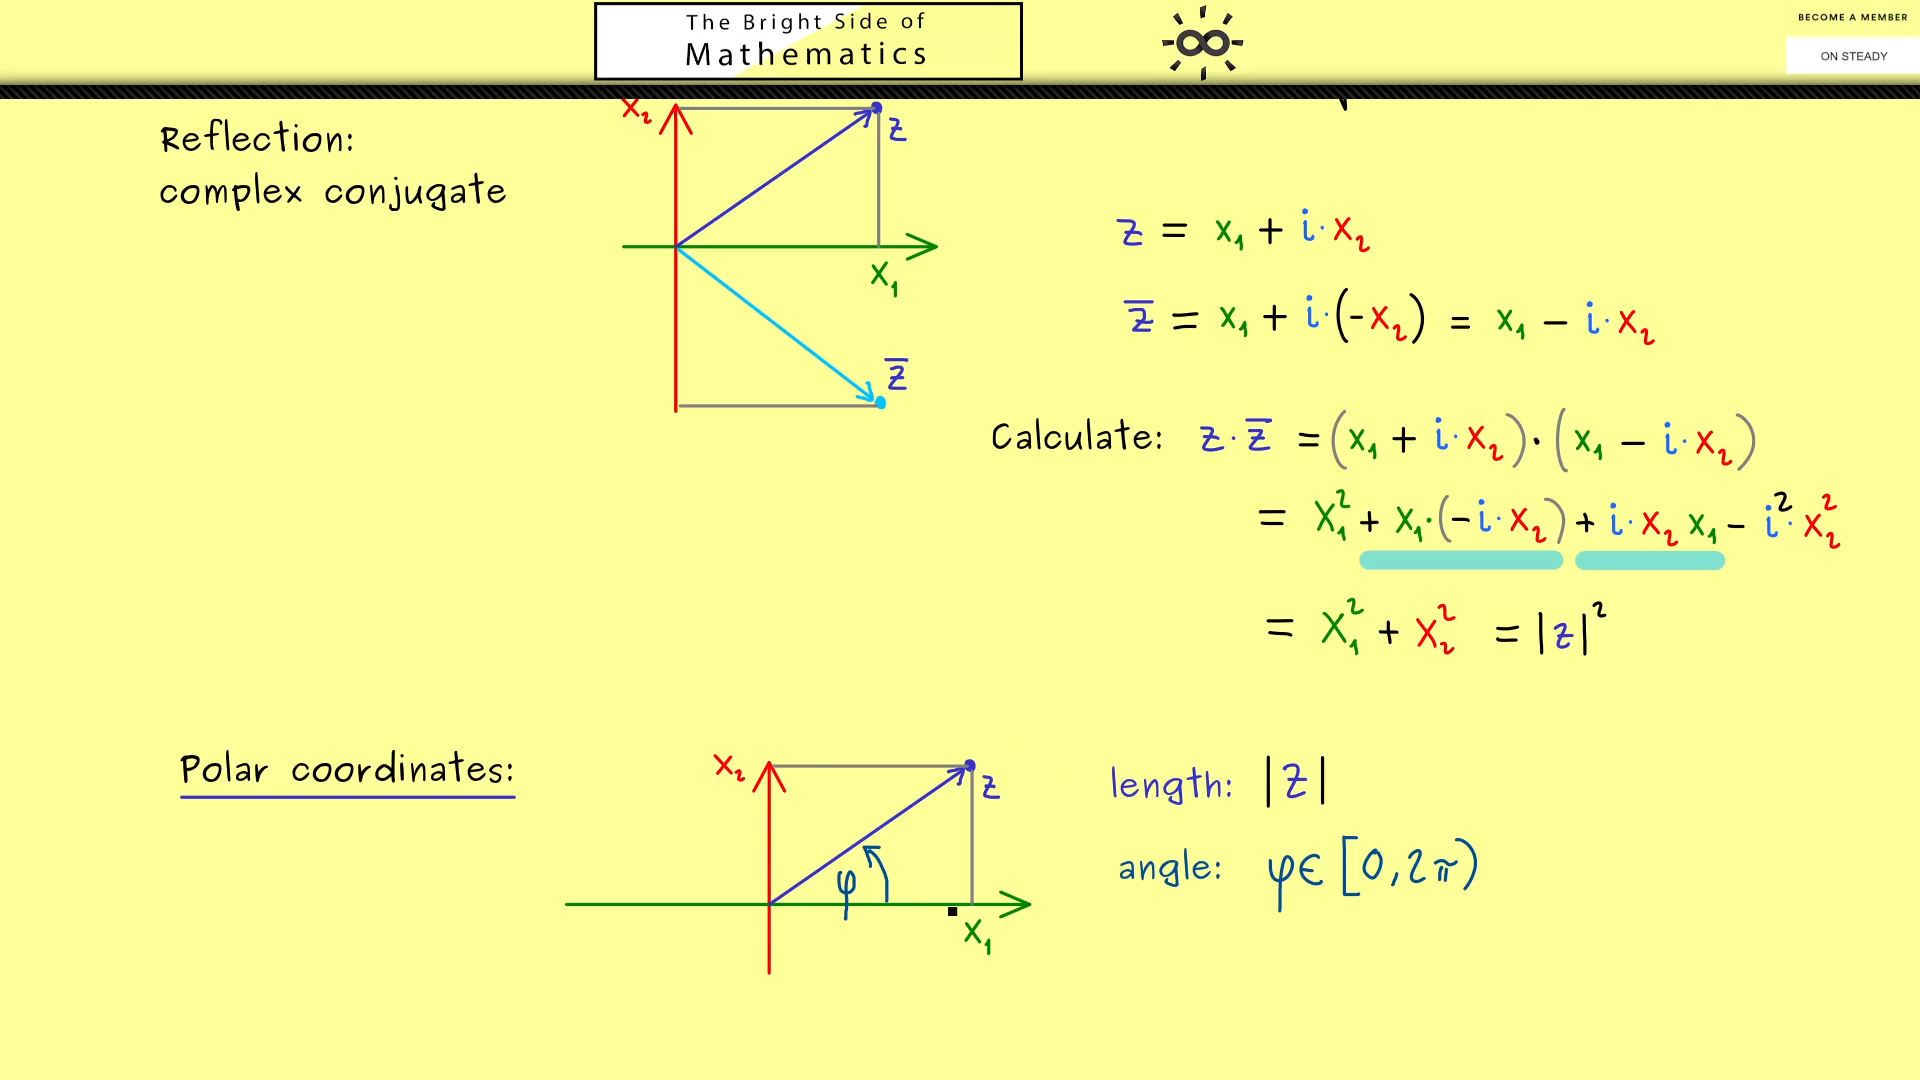 The Bright Side of
Mathematics
BECOME A MEMBER
ON STEADY
Reflection:
complex conjugate
x₂
z
x₁
z̅
z = x₁ + i·x₂
z̅ = x₁ + i·(-x₂) = x₁ - i·x₂
Calculate: z·z̅ = (x₁ + i·x₂)·(x₁ - i·x₂)
= x₁² + x₁·(-i·x₂) + i·x₂ x₁ - i²·x₂²
= x₁² + x₂² = |z|²
Polar coordinates:
x₂
z
φ
x₁
length: |z|
angle: φ∈[0,2π)